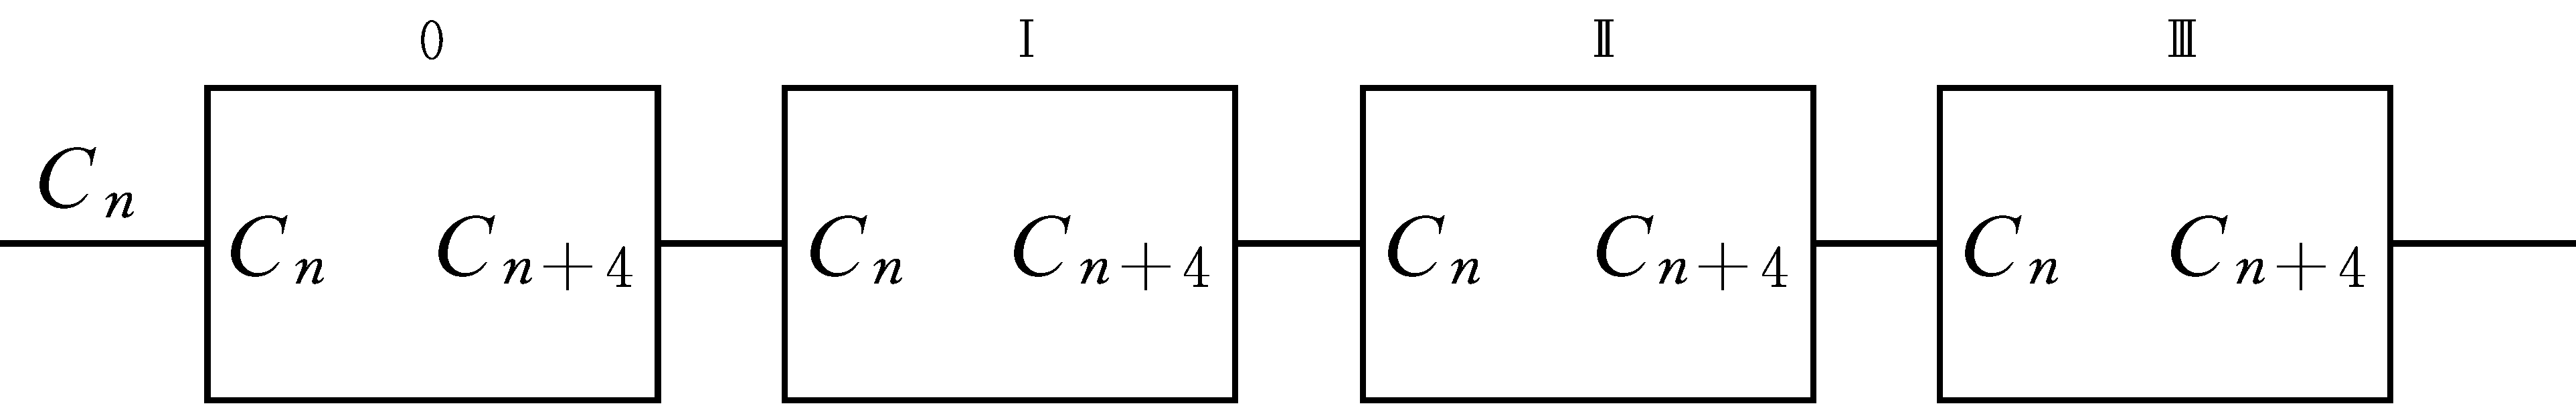 0 I II III
C_n
C_n C_{n+4} C_n C_{n+4} C_n C_{n+4} C_n C_{n+4}